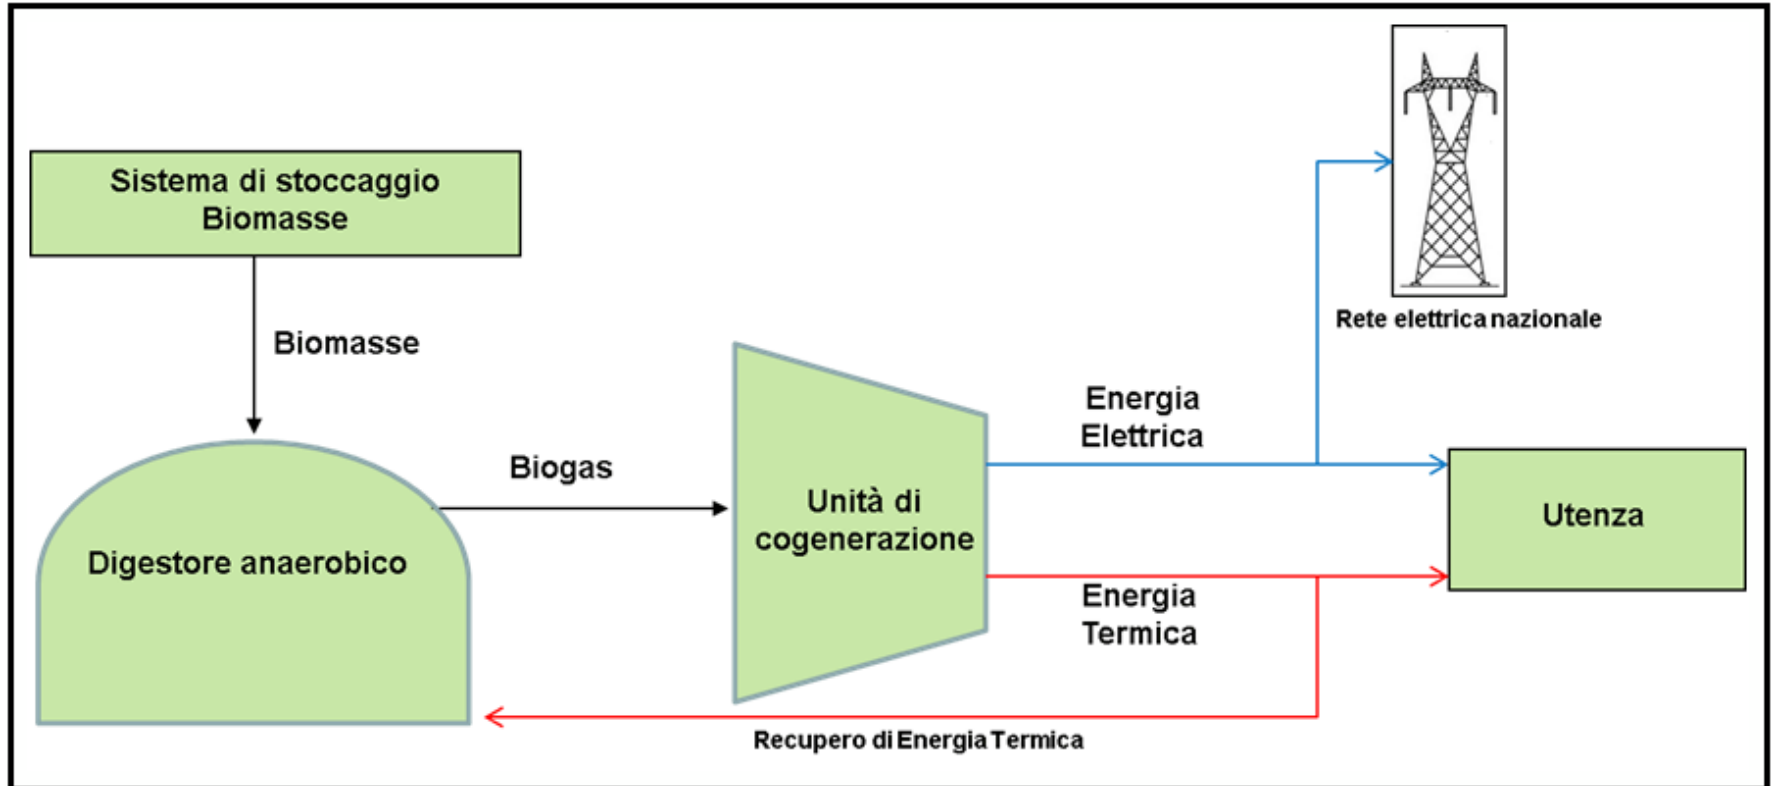 Sistema di stoccaggio
Biomasse
Biomasse
Rete elettrica nazionale
Energia
Elettrica
Biogas
Unità di
cogenerazione
Utenza
Digestore anaerobico
Energia
Termica
Recupero di Energia Termica